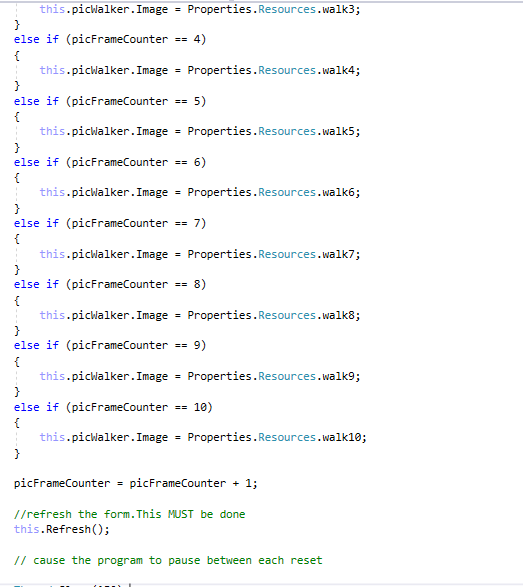 this.picWalker.Image = Properties.Resources.walk3;
}
else if (picFrameCounter == 4)
{
this.picWalker.Image = Properties.Resources.walk4;
}
else if (picFrameCounter == 5)
{
this.picWalker.Image = Properties.Resources.walk5;
}
else if (picFrameCounter == 6)
{
this.picWalker.Image = Properties.Resources.walk6;
}
else if (picFrameCounter == 7)
{
this.picWalker.Image = Properties.Resources.walk7;
}
else if (picFrameCounter == 8)
{
this.picWalker.Image = Properties.Resources.walk8;
}
else if (picFrameCounter == 9)
{
this.picWalker.Image = Properties.Resources.walk9;
}
else if (picFrameCounter == 10)
{
this.picWalker.Image = Properties.Resources.walk10;
}
picFrameCounter = picFrameCounter + 1;
//refresh the form.This MUST be done
this.Refresh();
// cause the program to pause between each reset